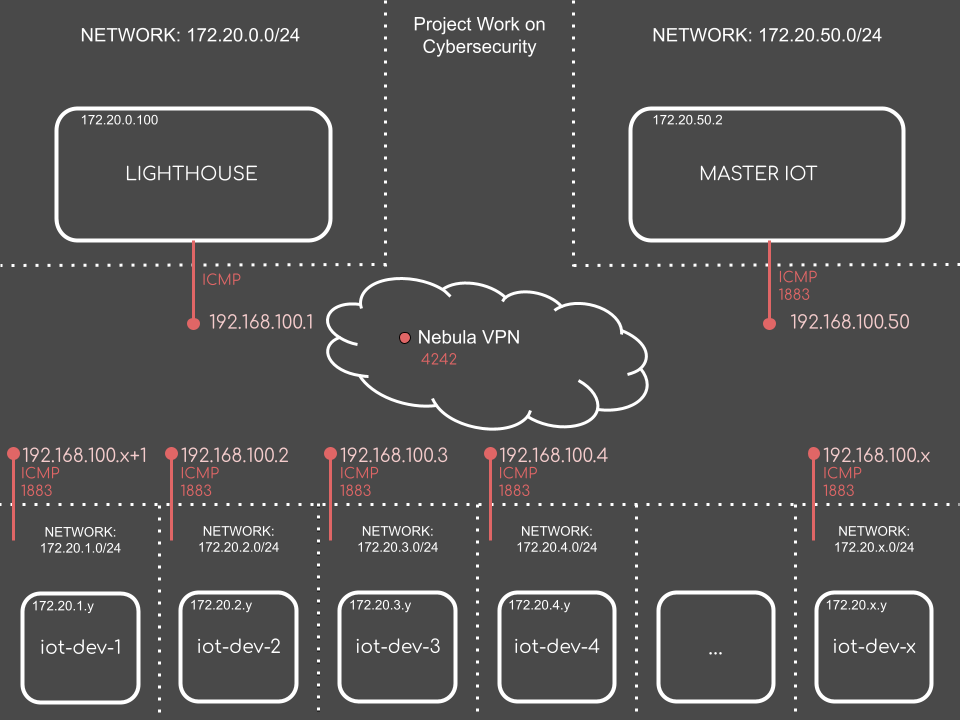 NETWORK: 172.20.0.0/24
Project Work on
Cybersecurity
NETWORK: 172.20.50.0/24
172.20.0.100
LIGHTHOUSE
172.20.50.2
MASTER IOT
ICMP
192.168.100.1
ICMP
1883
192.168.100.50
Nebula VPN
4242
192.168.100.x+1
ICMP
1883
192.168.100.2
ICMP
1883
192.168.100.3
ICMP
1883
192.168.100.4
ICMP
1883
192.168.100.x
ICMP
1883
NETWORK:
172.20.1.0/24
NETWORK:
172.20.2.0/24
NETWORK:
172.20.3.0/24
NETWORK:
172.20.4.0/24
NETWORK:
172.20.x.0/24
172.20.1.y
iot-dev-1
172.20.2.y
iot-dev-2
172.20.3.y
iot-dev-3
172.20.4.y
iot-dev-4
...
172.20.x.y
iot-dev-x